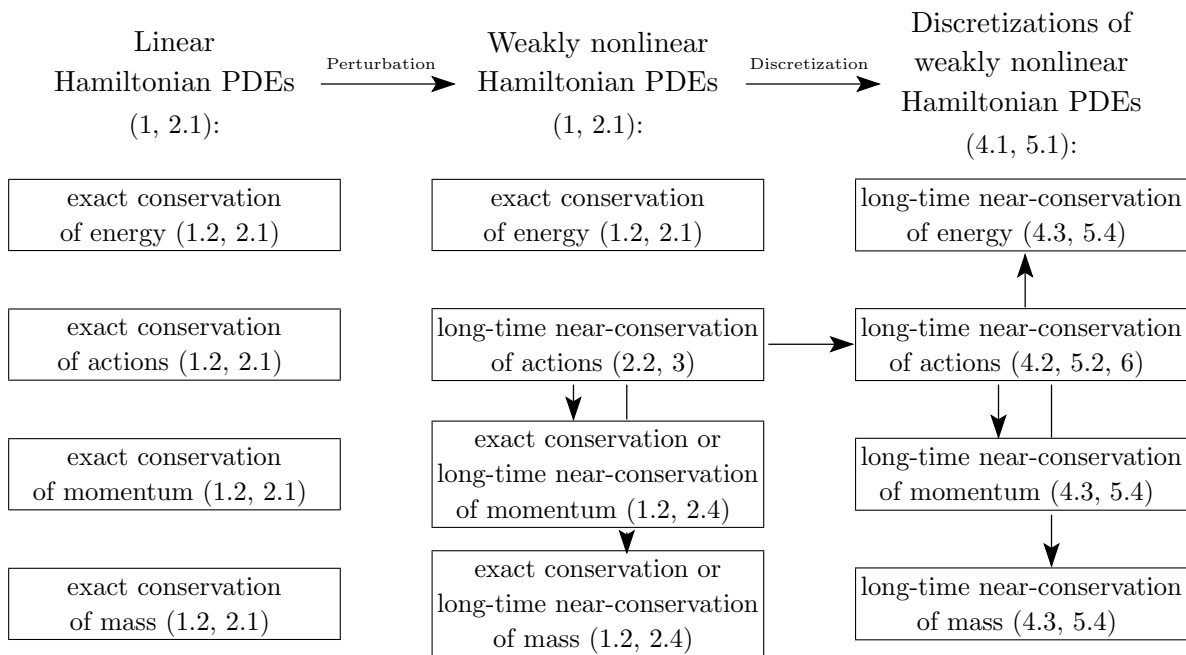 Linear
Hamiltonian PDEs
(1, 2.1):
Perturbation
Weakly nonlinear
Hamiltonian PDEs
(1, 2.1):
Discretization
Discretizations of
weakly nonlinear
Hamiltonian PDEs
(4.1, 5.1):
exact conservation
of energy (1.2, 2.1)
exact conservation
of energy (1.2, 2.1)
long-time near-conservation
of energy (4.3, 5.4)
exact conservation
of actions (1.2, 2.1)
long-time near-conservation
of actions (2.2, 3)
long-time near-conservation
of actions (4.2, 5.2, 6)
exact conservation
of momentum (1.2, 2.1)
exact conservation or
long-time near-conservation
of momentum (1.2, 2.4)
long-time near-conservation
of momentum (4.3, 5.4)
exact conservation
of mass (1.2, 2.1)
exact conservation or
long-time near-conservation
of mass (1.2, 2.4)
long-time near-conservation
of mass (4.3, 5.4)